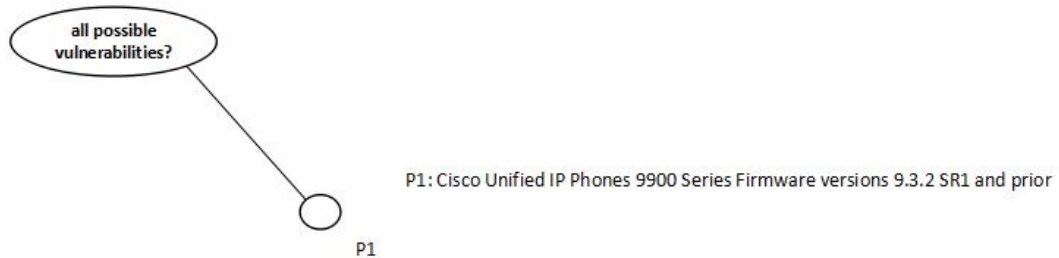 all possible
vulnerabilities?
P1: Cisco Unified IP Phones 9900 Series Firmware versions 9.3.2 SR1 and prior
P1